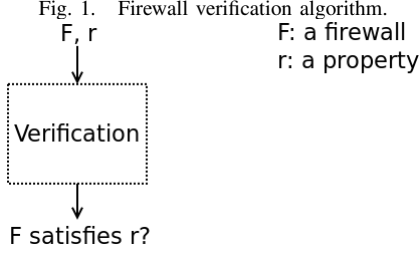 Fig. 1. Firewall verification algorithm.
F, r
F: a firewall
r: a property
Verification
F satisfies r?